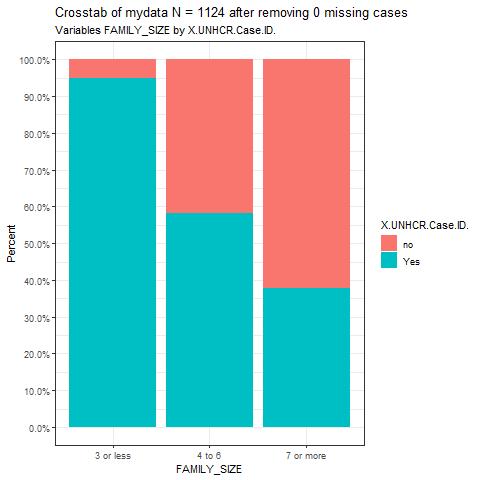 Crosstab of mydata N = 1124 after removing 0 missing cases
Variables FAMILY_SIZE by X.UNHCR.Case.ID.
100.0%
90.0%
80.0%
70.0%
60.0%
50.0%
40.0%
30.0%
20.0%
10.0%
0.0%
Percent
3 or less
4 to 6
7 or more
FAMILY_SIZE
X.UNHCR.Case.ID.
no
Yes